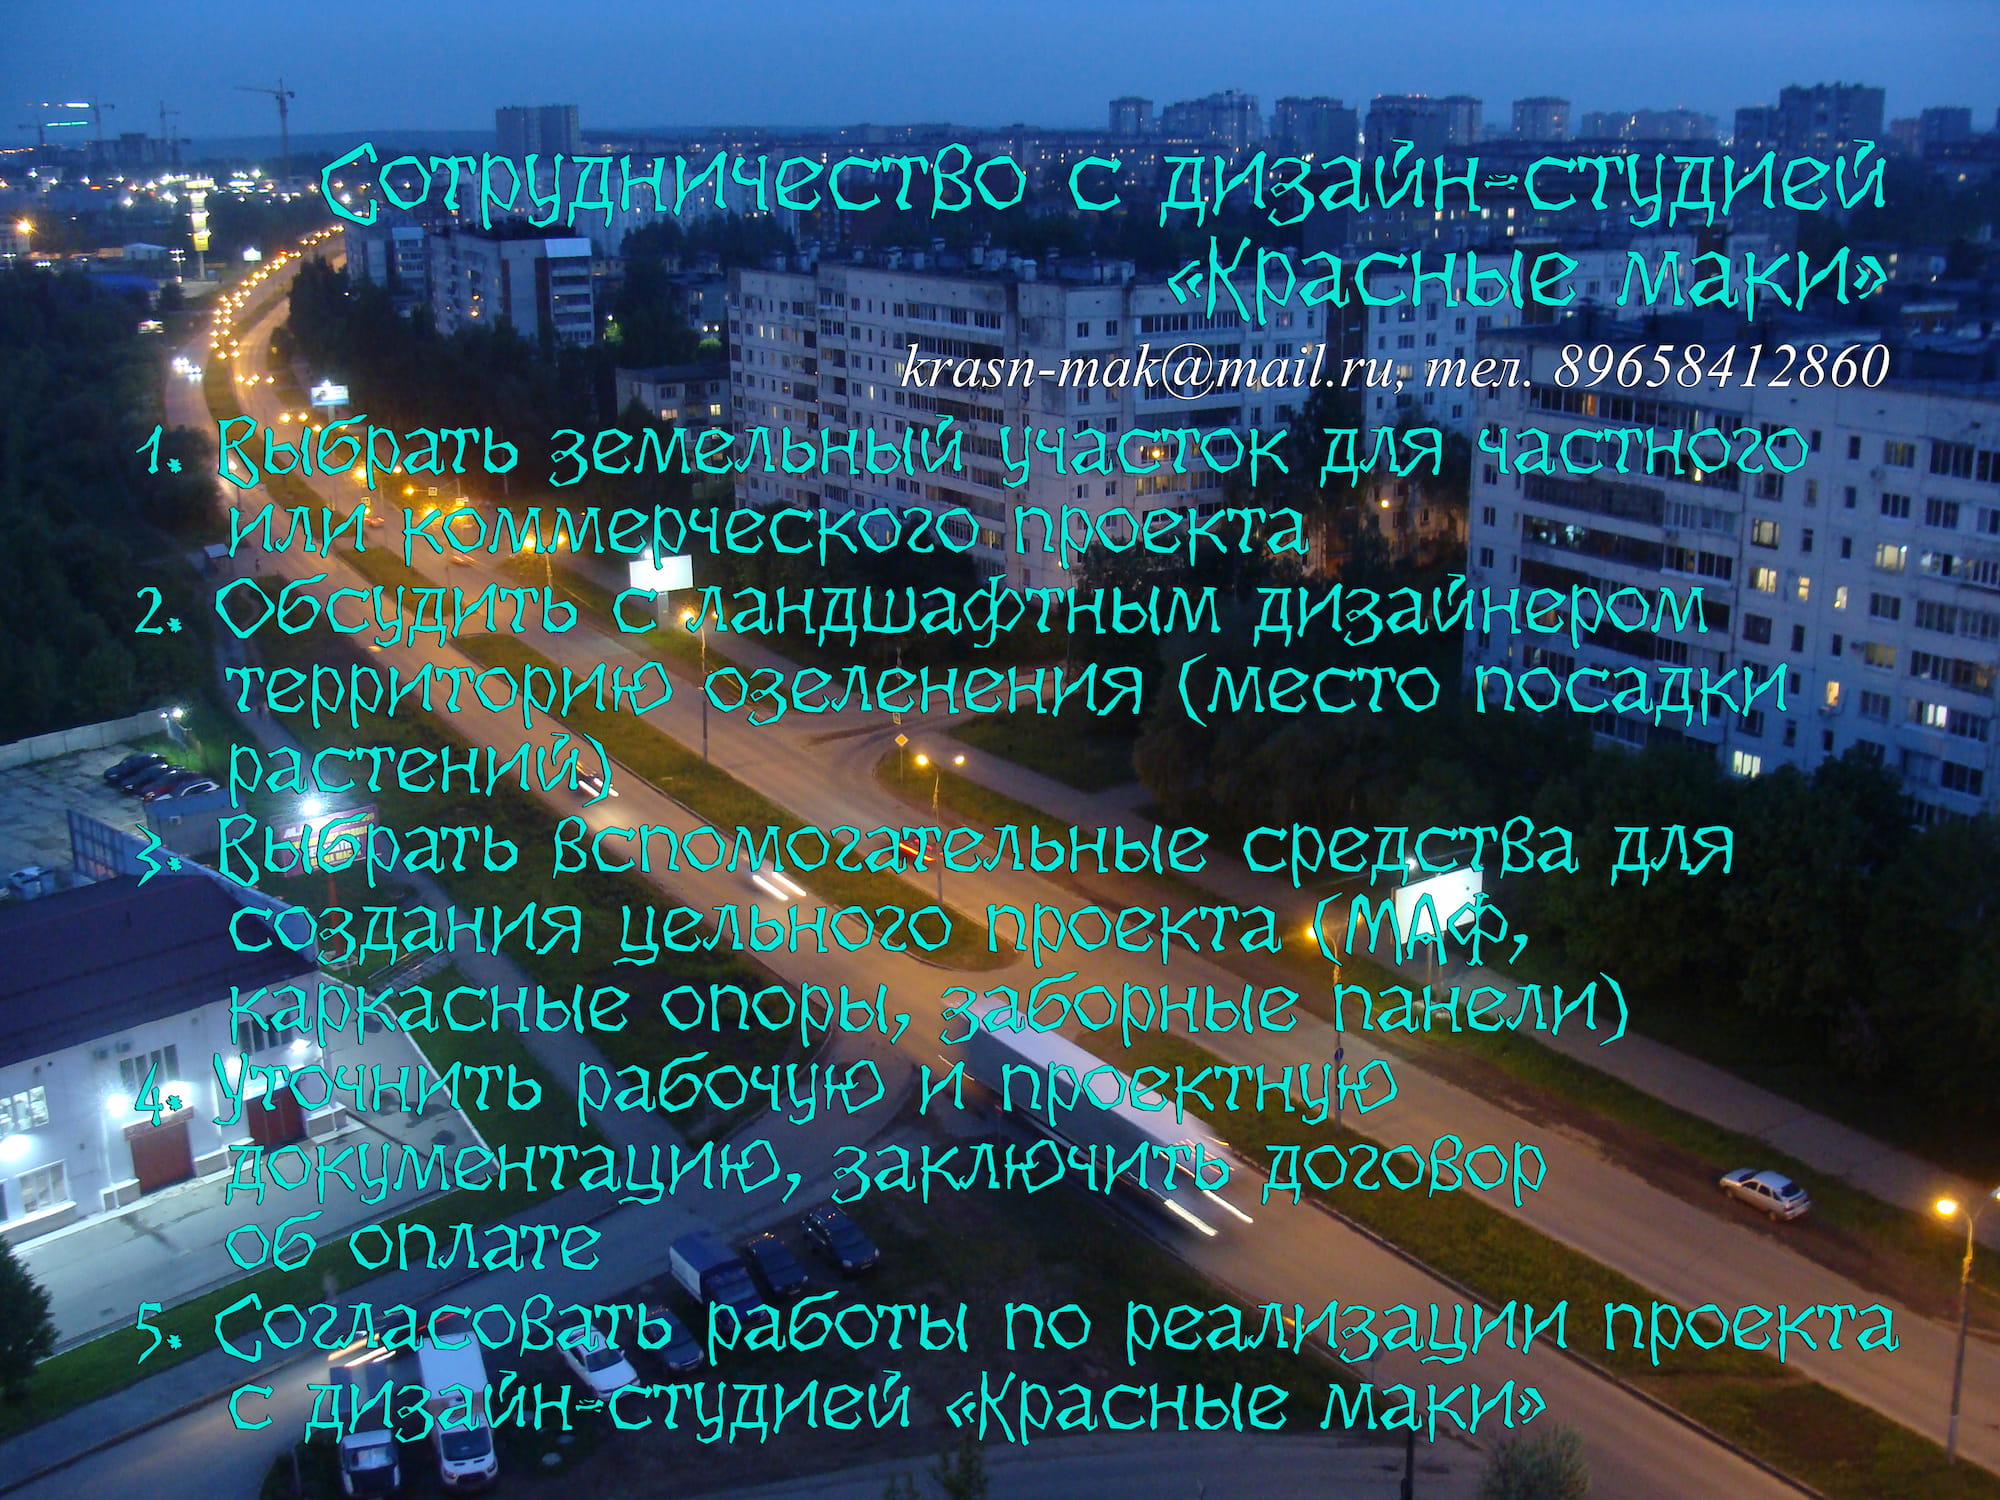 Сотрудничество с дизайн-студией
«Красные маки»
krasn-mak@mail.ru, тел. 89658412860
1. Выбрать земельный участок для частного
или коммерческого проекта
2. Обсудить с ландшафтным дизайнером
территорию озеленения (место посадки
растений)
3. Выбрать вспомогательные средства для
создания цельного проекта (МАФ,
каркасные опоры, заборные панели)
4. Уточнить рабочую и проектную
документацию, заключить договор
об оплате
5. Согласовать работы по реализации проекта
с дизайн-студией «Красные маки»